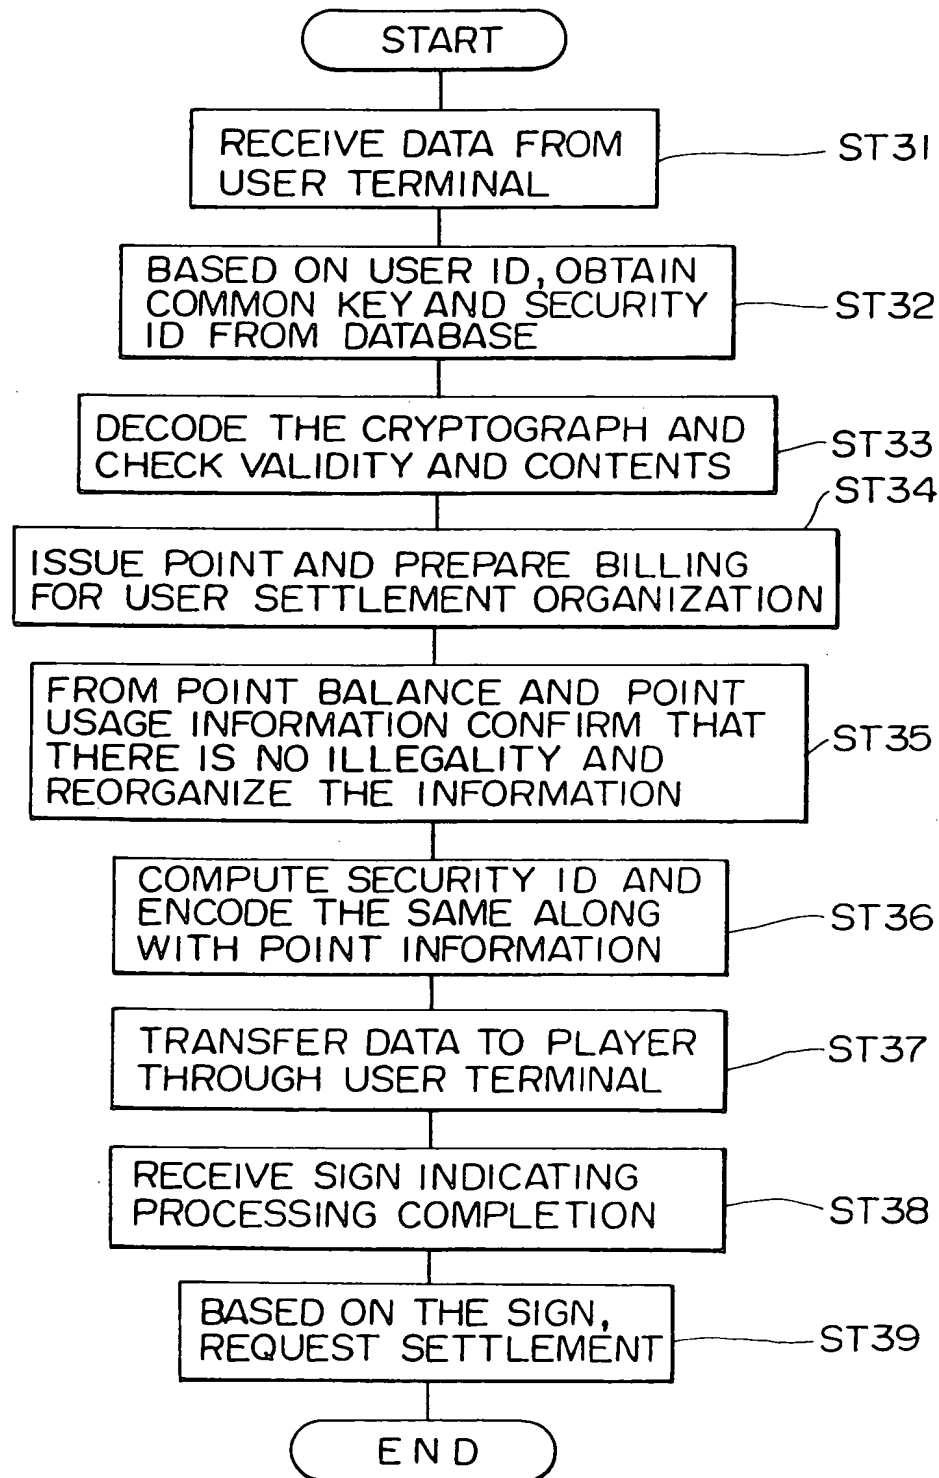 START
RECEIVE DATA FROM
USER TERMINAL
ST31
BASED ON USER ID, OBTAIN
COMMON KEY AND SECURITY
ID FROM DATABASE
ST32
DECODE THE CRYPTOGRAPH AND
CHECK VALIDITY AND CONTENTS
ST33
ST34
ISSUE POINT AND PREPARE BILLING
FOR USER SETTLEMENT ORGANIZATION
FROM POINT BALANCE AND POINT
USAGE INFORMATION CONFIRM THAT
THERE IS NO ILLEGALITY AND
REORGANIZE THE INFORMATION
ST35
COMPUTE SECURITY ID AND
ENCODE THE SAME ALONG
WITH POINT INFORMATION
ST36
TRANSFER DATA TO PLAYER
THROUGH USER TERMINAL
ST37
RECEIVE SIGN INDICATING
PROCESSING COMPLETION
ST38
BASED ON THE SIGN,
REQUEST SETTLEMENT
ST39
END